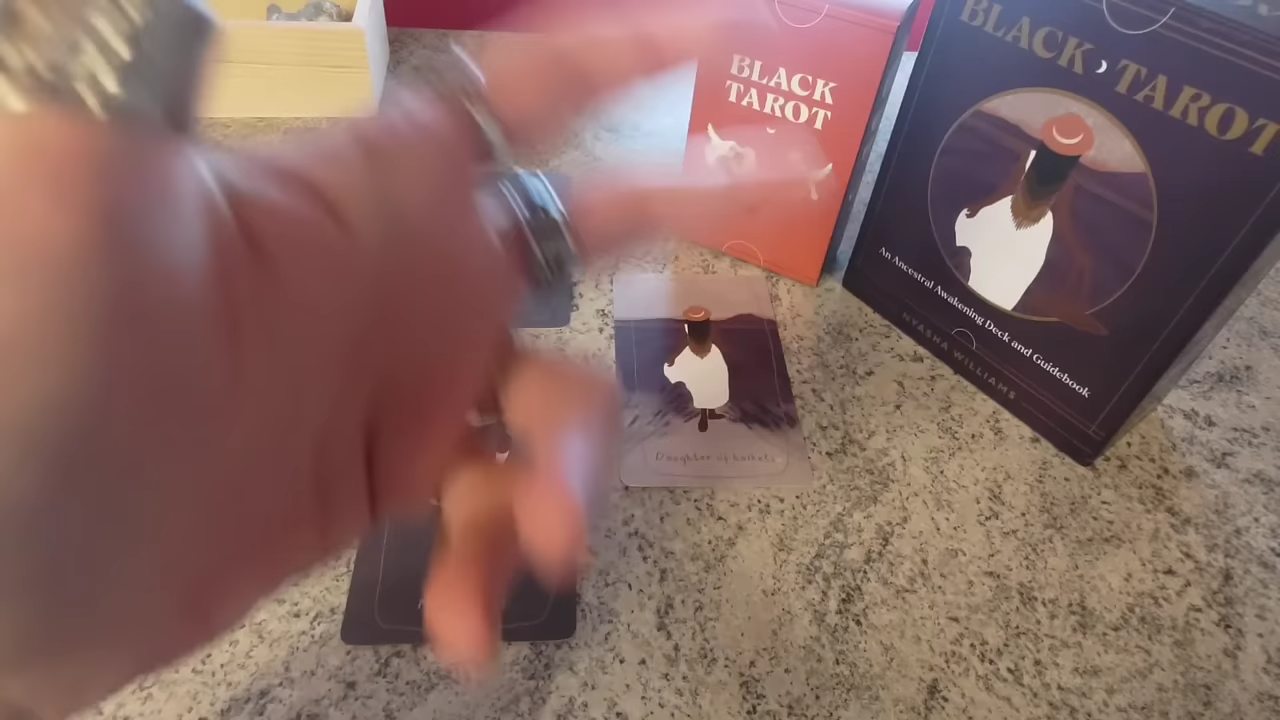 BLACK
TAROT
BLACK TAROT
An Ancestral Awakening Deck and Guidebook
NYASHA WILLIAMS
Daughter of baskets